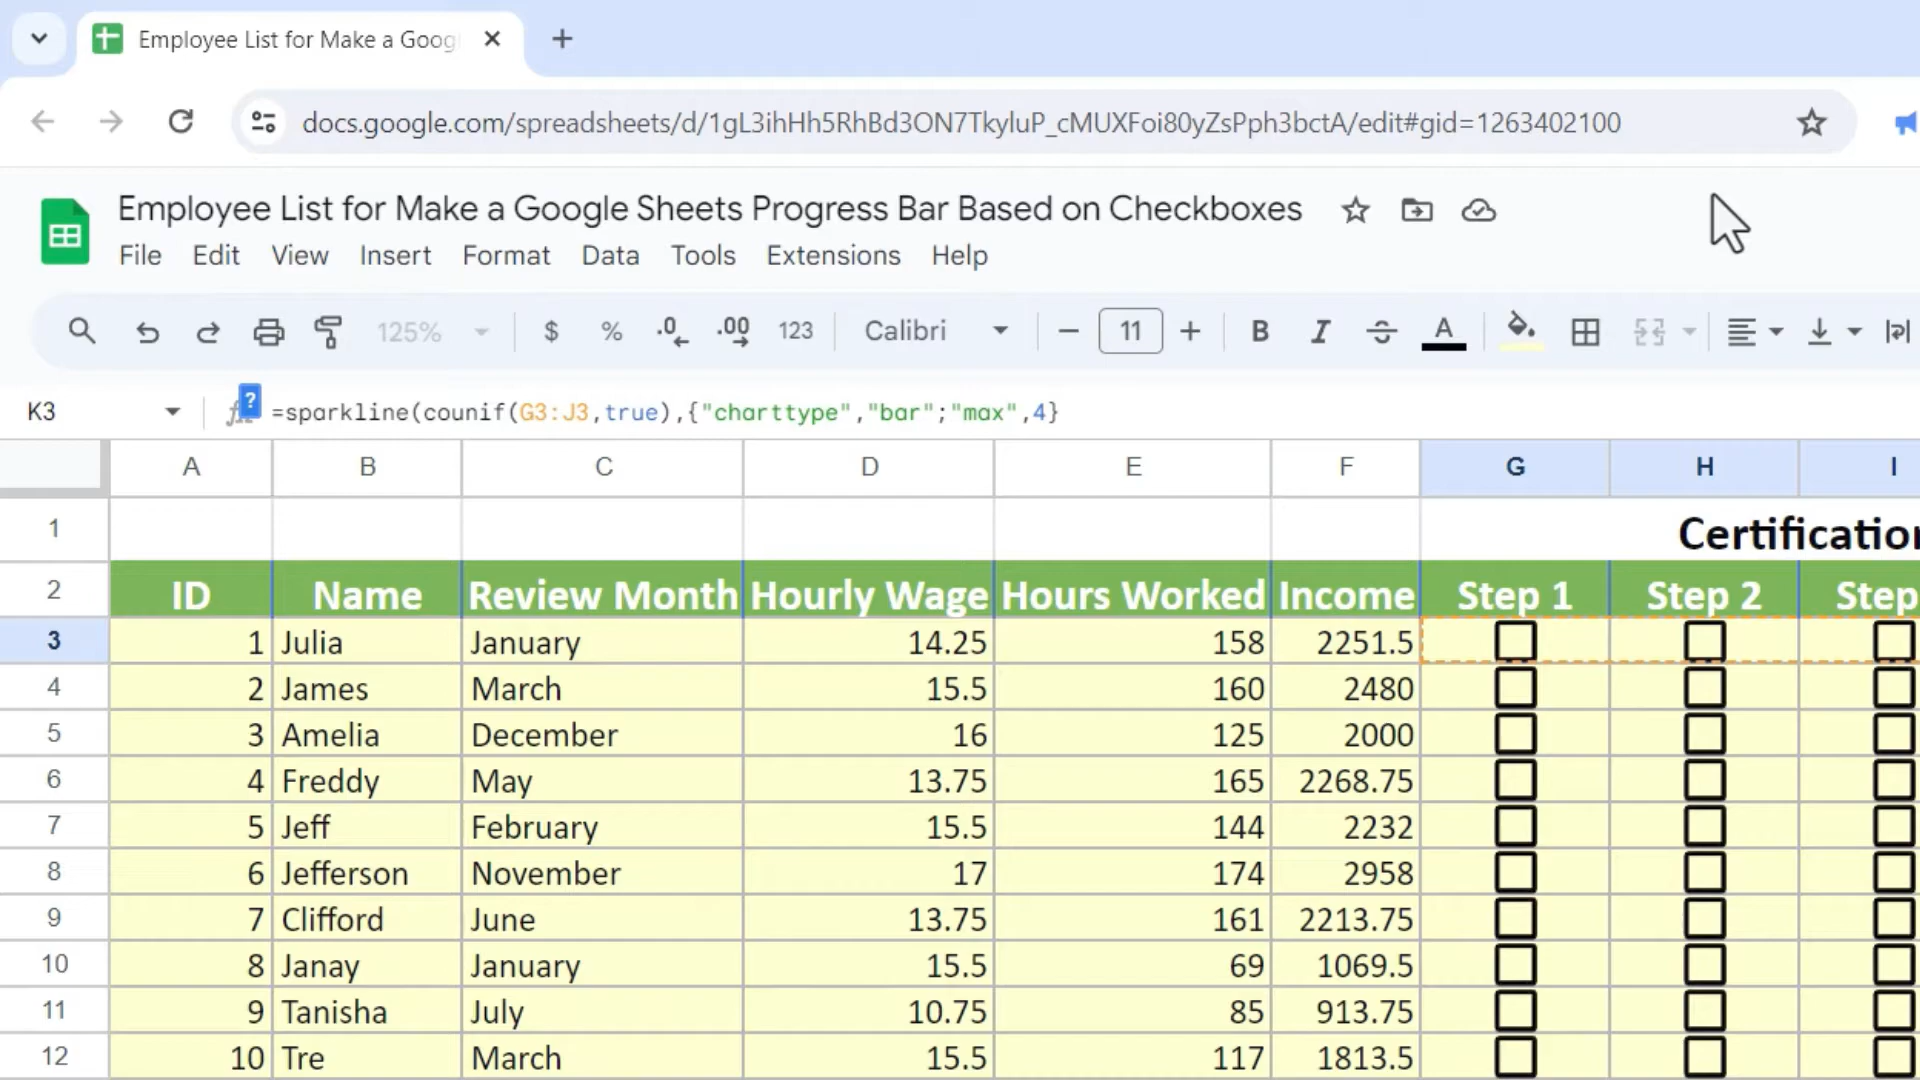 Employee List for Make a Goog
docs.google.com/spreadsheets/d/1gL3ihHh5RhBd3ON7TkyluP_cMUXFoi80yZsPph3bctA/edit#gid=1263402100
Employee List for Make a Google Sheets Progress Bar Based on Checkboxes
File Edit View Insert Format Data Tools Extensions Help
125% $ % .0 .00 123 Calibri 11 B I A
K3 ? =sparkline(counif(G3:J3,true),{"charttype","bar";"max",4}
A B C D E F G H I
1 Certification
2 ID Name Review Month Hourly Wage Hours Worked Income Step 1 Step 2 Step
3 1 Julia January 14.25 158 2251.5
4 2 James March 15.5 160 2480
5 3 Amelia December 16 125 2000
6 4 Freddy May 13.75 165 2268.75
7 5 Jeff February 15.5 144 2232
8 6 Jefferson November 17 174 2958
9 7 Clifford June 13.75 161 2213.75
10 8 Janay January 15.5 69 1069.5
11 9 Tanisha July 10.75 85 913.75
12 10 Tre March 15.5 117 1813.5